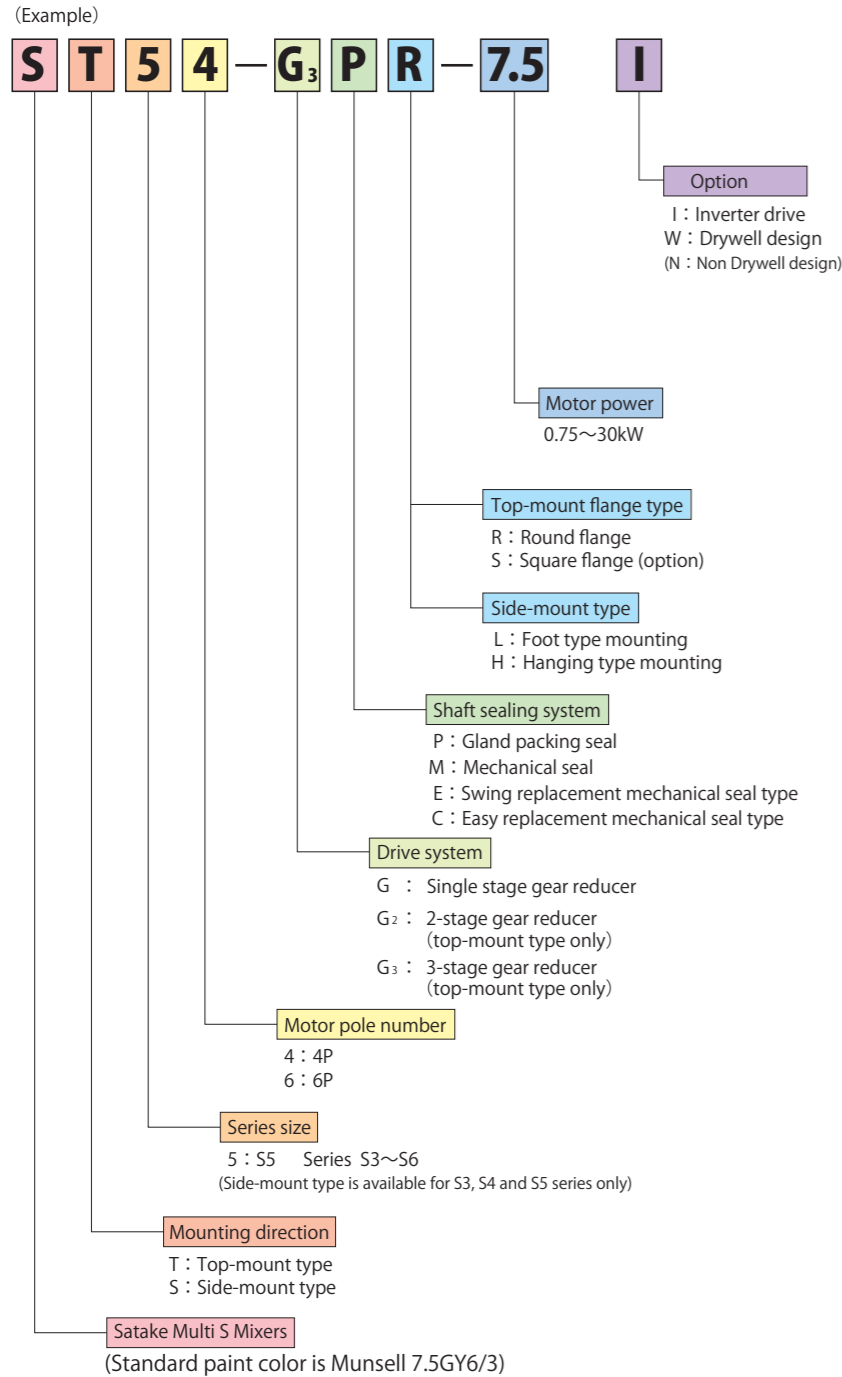 （Example）
S T 5 4 — G₃ P R — 7.5 I
Option
I：Inverter drive
W：Drywell design
(N：Non Drywell design)
Motor power
0.75～30kW
Top-mount flange type
R：Round flange
S：Square flange (option)
Side-mount type
L：Foot type mounting
H：Hanging type mounting
Shaft sealing system
P：Gland packing seal
M：Mechanical seal
E：Swing replacement mechanical seal type
C：Easy replacement mechanical seal type
Drive system
G ： Single stage gear reducer
G₂： 2-stage gear reducer
（top-mount type only）
G₃： 3-stage gear reducer
（top-mount type only）
Motor pole number
4：4P
6：6P
Series size
5：S5 Series S3～S6
(Side-mount type is available for S3, S4 and S5 series only)
Mounting direction
T：Top-mount type
S：Side-mount type
Satake Multi S Mixers
(Standard paint color is Munsell 7.5GY6/3)